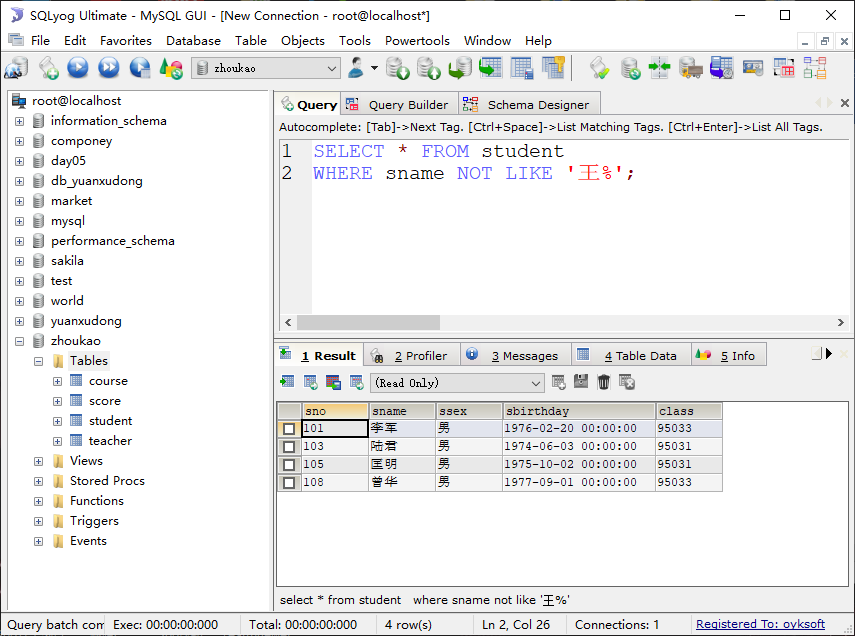 SQLyog Ultimate - MySQL GUI - [New Connection - root@localhost*]
File Edit Favorites Database Table Objects Tools Powertools Window Help
zhoukao
root@localhost
information_schema
componey
day05
db_yuanxudong
market
mysql
performance_schema
sakila
test
world
yuanxudong
zhoukao
Tables
course
score
student
teacher
Views
Stored Procs
Functions
Triggers
Events
Query Query Builder Schema Designer
Autocomplete: [Tab]->Next Tag. [Ctrl+Space]->List Matching Tags. [Ctrl+Enter]->List All Tags.
1 SELECT * FROM student
2 WHERE sname NOT LIKE '王%';
1 Result 2 Profiler 3 Messages 4 Table Data 5 Info
(Read Only)
sno sname ssex sbirthday class
101 李军 男 1976-02-20 00:00:00 95033
103 陆君 男 1974-06-03 00:00:00 95031
105 匡明 男 1975-10-02 00:00:00 95031
108 曾华 男 1977-09-01 00:00:00 95033
select * from student where sname not like '王%'
Query batch com Exec: 00:00:00:000 Total: 00:00:00:000 4 row(s) Ln 2, Col 26 Connections: 1 Registered To: oyksoft